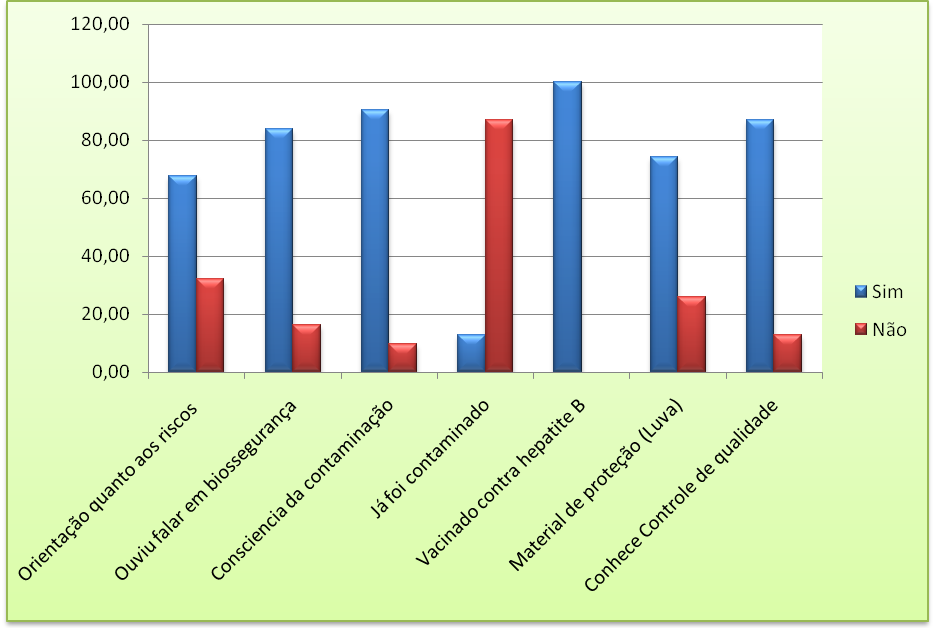 120,00
100,00
80,00
60,00
40,00
20,00
0,00
Orientação quanto aos riscos
Ouviu falar em biossegurança
Consciencia da contaminação
Já foi contaminado
Vacinado contra hepatite B
Material de proteção (Luva)
Conhece Controle de qualidade
Sim
Não